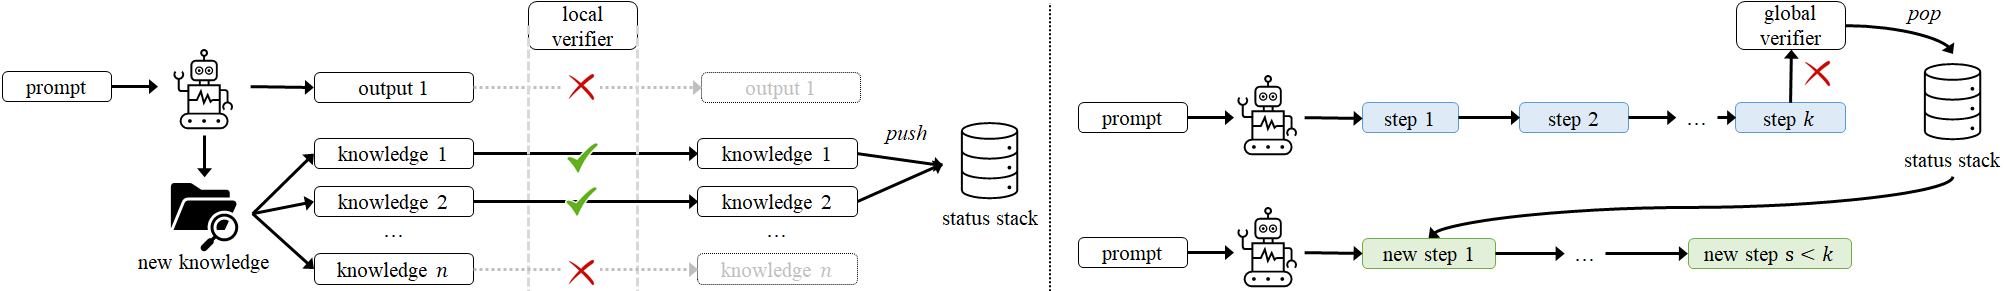 local
verifier
prompt
output 1
output 1
knowledge 1
knowledge 1
push
knowledge 2
knowledge 2
...
...
status stack
new knowledge
knowledge n
knowledge n
global
verifier
pop
prompt
step 1
step 2
...
step k
status stack
prompt
new step 1
...
new step s < k